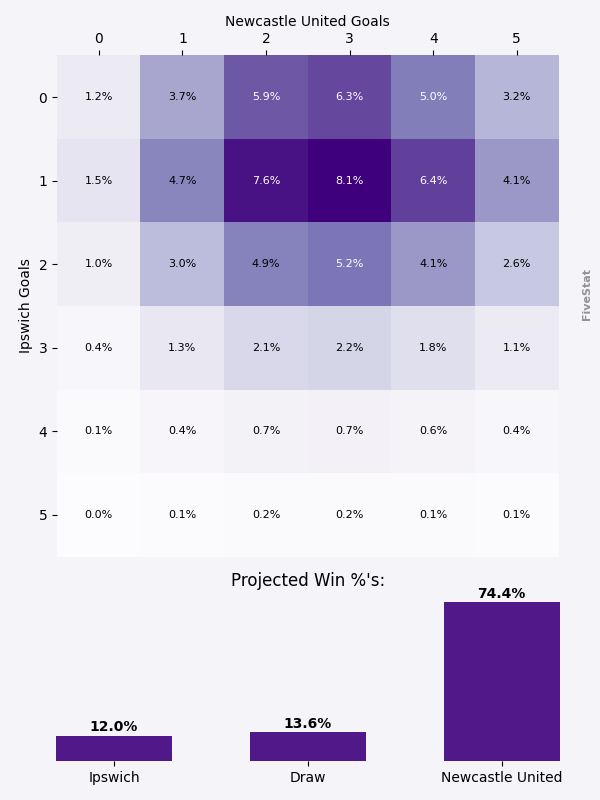 Newcastle United Goals
0 1 2 3 4 5
0 1.2% 3.7% 5.9% 6.3% 5.0% 3.2%
1 1.5% 4.7% 7.6% 8.1% 6.4% 4.1%
2 1.0% 3.0% 4.9% 5.2% 4.1% 2.6%
3 0.4% 1.3% 2.1% 2.2% 1.8% 1.1%
4 0.1% 0.4% 0.7% 0.7% 0.6% 0.4%
5 0.0% 0.1% 0.2% 0.2% 0.1% 0.1%
Ipswich Goals
FiveStat
Projected Win %'s:
12.0% 13.6% 74.4%
Ipswich Draw Newcastle United